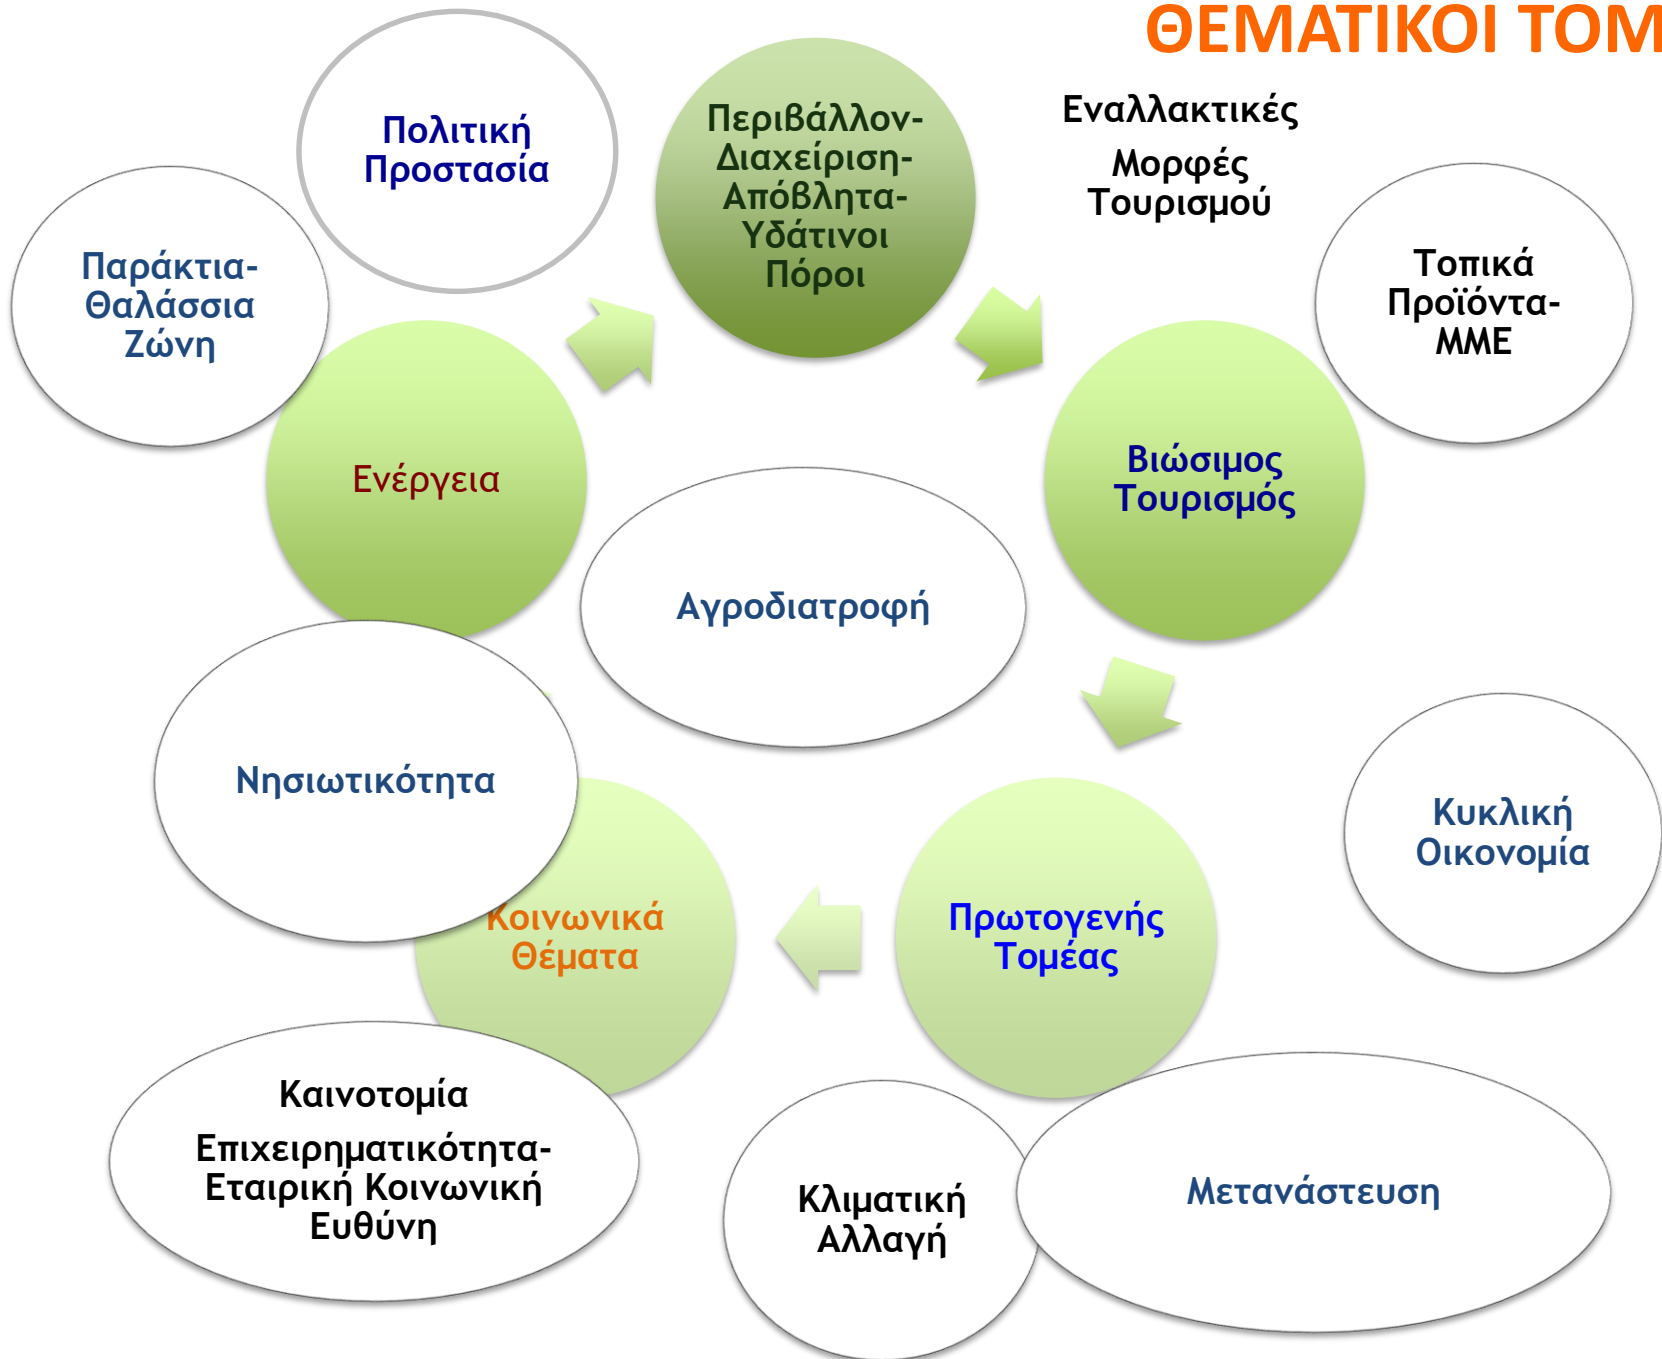 ΘΕΜΑΤΙΚΟΙ ΤΟΜ
Πολιτική
Προστασία
Περιβάλλον-
Διαχείριση-
Απόβλητα-
Υδάτινοι
Πόροι
Εναλλακτικές
Μορφές
Τουρισμού
Παράκτια-
Θαλάσσια
Ζώνη
Τοπικά
Προϊόντα-
ΜΜΕ
Ενέργεια
Βιώσιμος
Τουρισμός
Αγροδιατροφή
Νησιωτικότητα
Κυκλική
Οικονομία
Κοινωνικά
Θέματα
Πρωτογενής
Τομέας
Καινοτομία
Επιχειρηματικότητα-
Εταιρική Κοινωνική
Ευθύνη
Κλιματική
Αλλαγή
Μετανάστευση